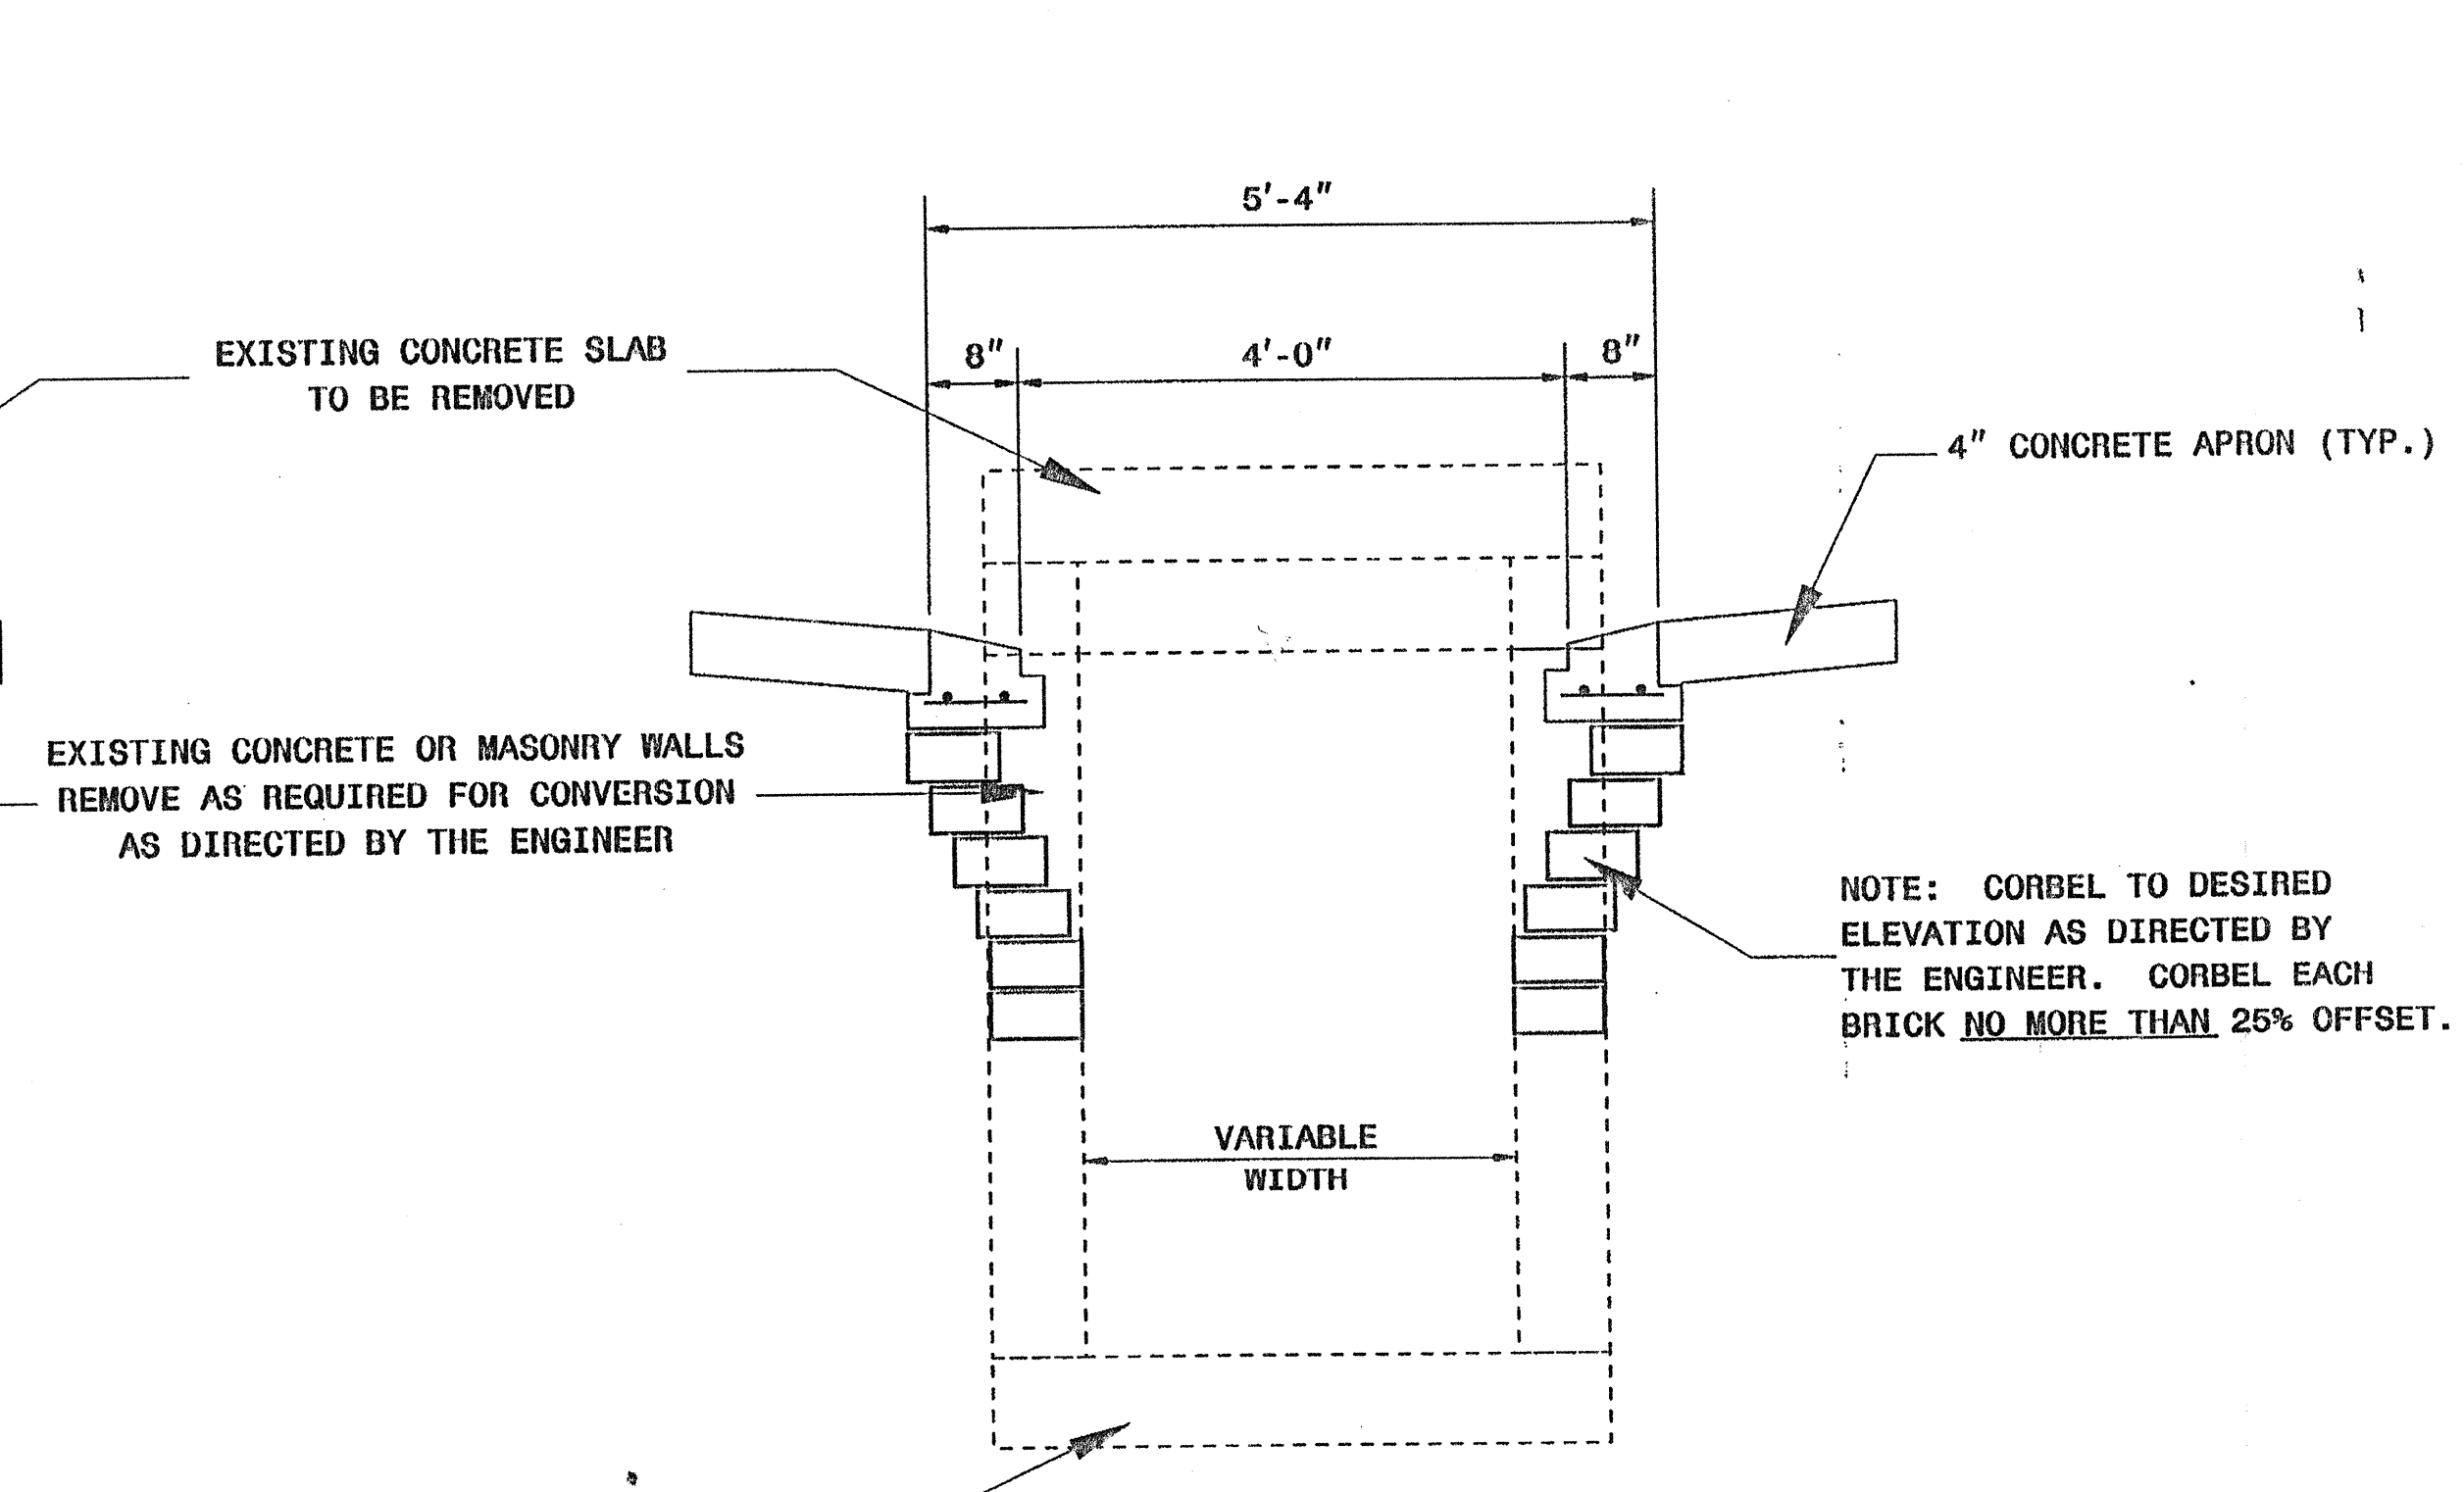 5'-4"
8"
4'-0"
8"
EXISTING CONCRETE SLAB
TO BE REMOVED
4" CONCRETE APRON (TYP.)
EXISTING CONCRETE OR MASONRY WALLS
REMOVE AS REQUIRED FOR CONVERSION
AS DIRECTED BY THE ENGINEER
NOTE: CORBEL TO DESIRED
ELEVATION AS DIRECTED BY
THE ENGINEER. CORBEL EACH
BRICK NO MORE THAN 25% OFFSET.
VARIABLE
WIDTH